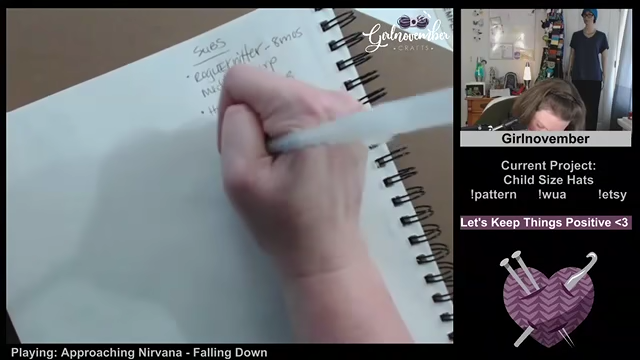 Subs
• rogueknitter - 8mos
Girlnovember
CRAFTS
Girlnovember
Current Project:
Child Size Hats
!pattern !wua !etsy
Let's Keep Things Positive <3
Playing: Approaching Nirvana - Falling Down